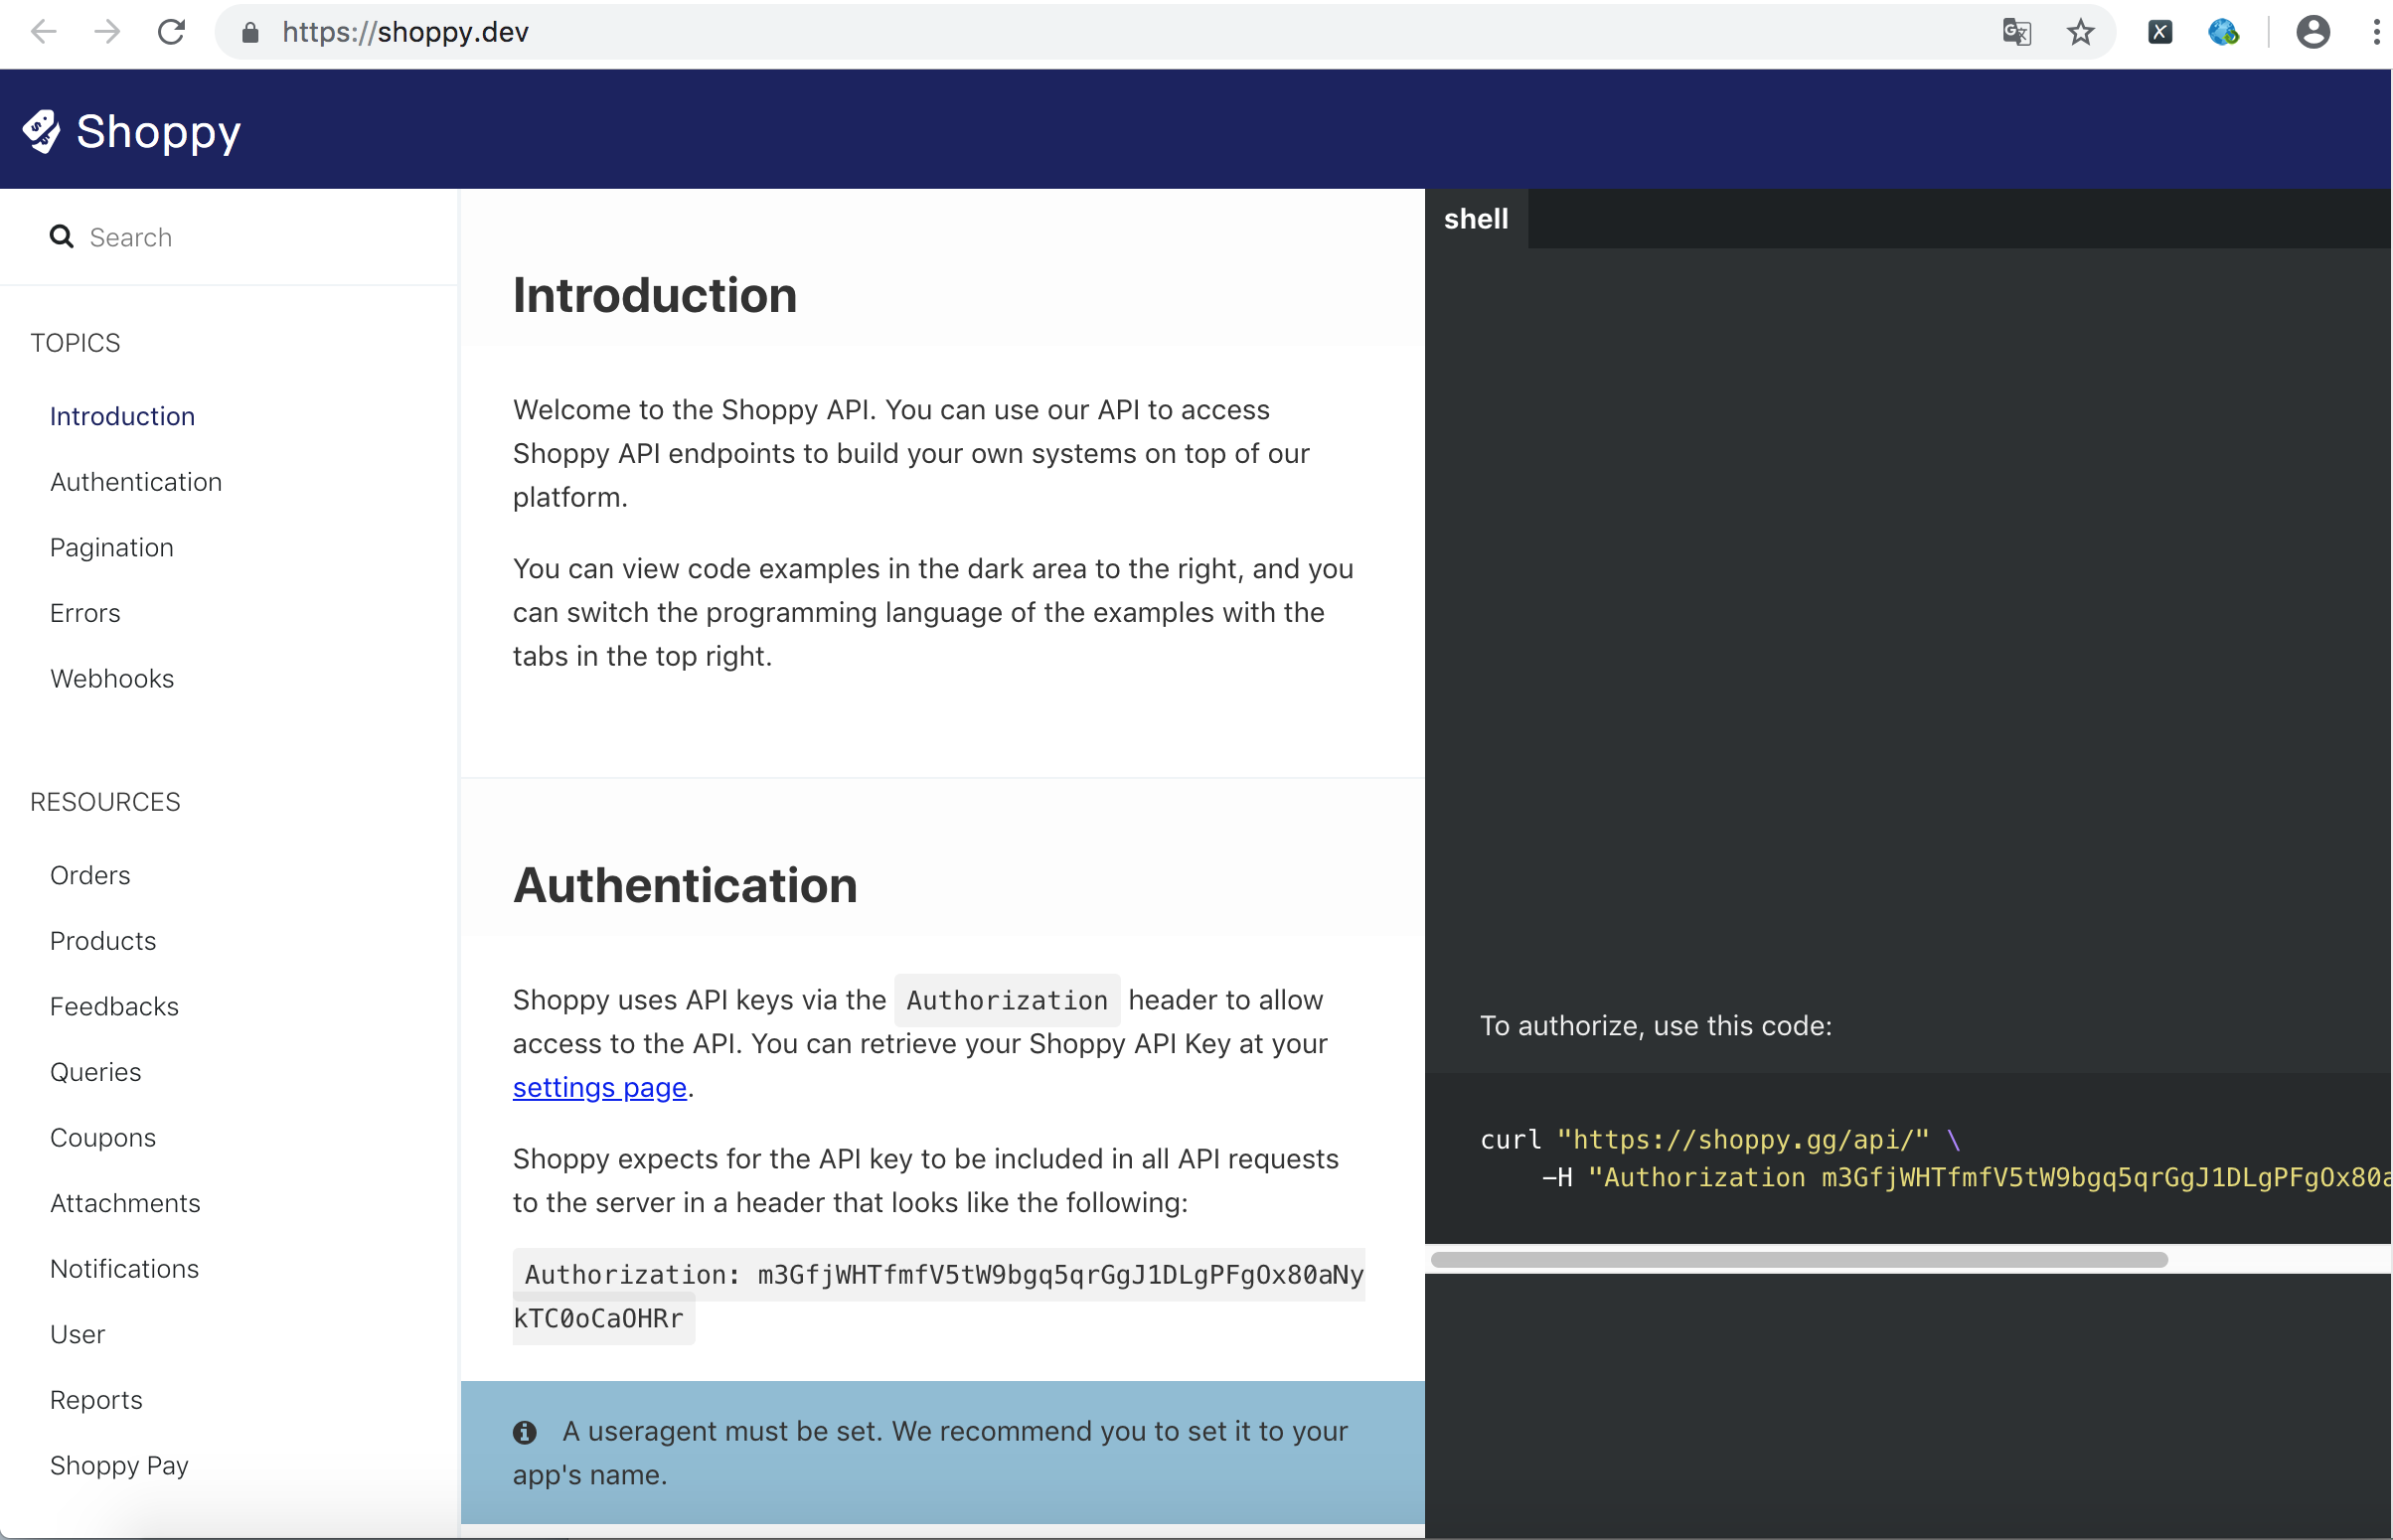 https://shoppy.dev
Shoppy
Search
TOPICS
Introduction
Authentication
Pagination
Errors
Webhooks
RESOURCES
Orders
Products
Feedbacks
Queries
Coupons
Attachments
Notifications
User
Reports
Shoppy Pay
Introduction
Welcome to the Shoppy API. You can use our API to access
Shoppy API endpoints to build your own systems on top of our
platform.
You can view code examples in the dark area to the right, and you
can switch the programming language of the examples with the
tabs in the top right.
Authentication
Shoppy uses API keys via the Authorization header to allow
access to the API. You can retrieve your Shoppy API Key at your
settings page.
Shoppy expects for the API key to be included in all API requests
to the server in a header that looks like the following:
Authorization: m3GfjWHTfmfV5tW9bgq5qrGgJ1DLgPFgOx80aNy
kTC0oCaOHRr
A useragent must be set. We recommend you to set it to your
app's name.
shell
To authorize, use this code:
curl "https://shoppy.gg/api/" \
-H "Authorization m3GfjWHTfmfV5tW9bgq5qrGgJ1DLgPFgOx80a